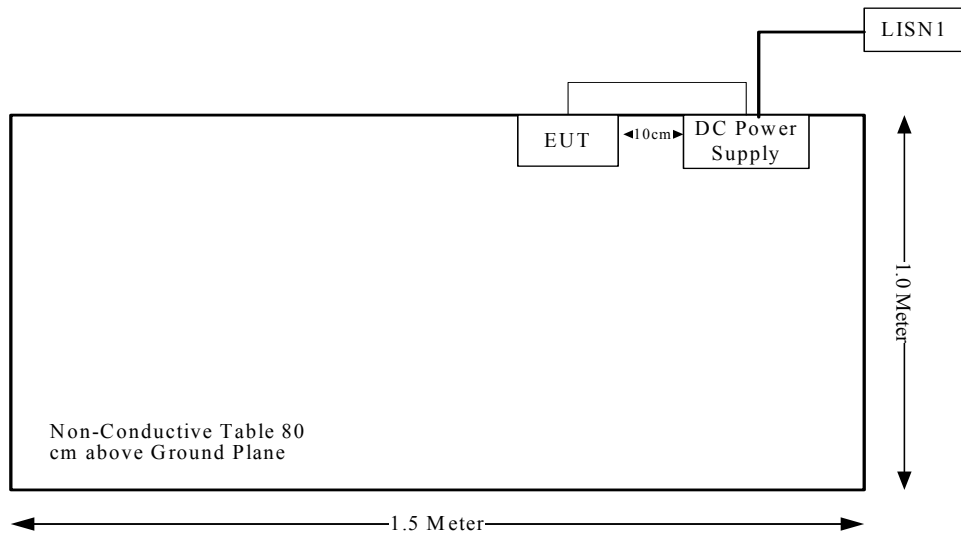 LISN1
EUT
10cm
DC Power
Supply
1.0 Meter
Non-Conductive Table 80
cm above Ground Plane
1.5 Meter